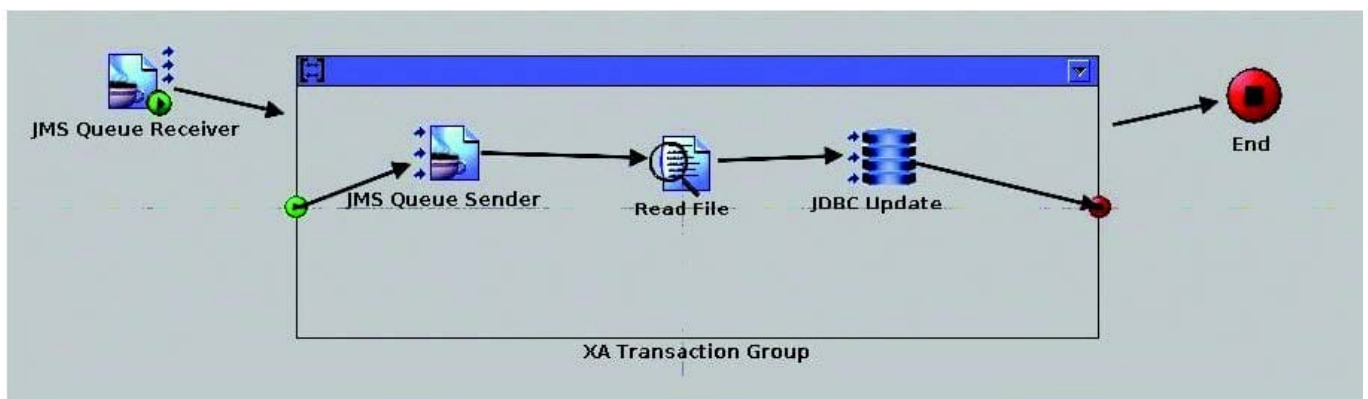 JMS Queue Receiver
JMS Queue Sender
Read File
JDBC Update
End
XA Transaction Group